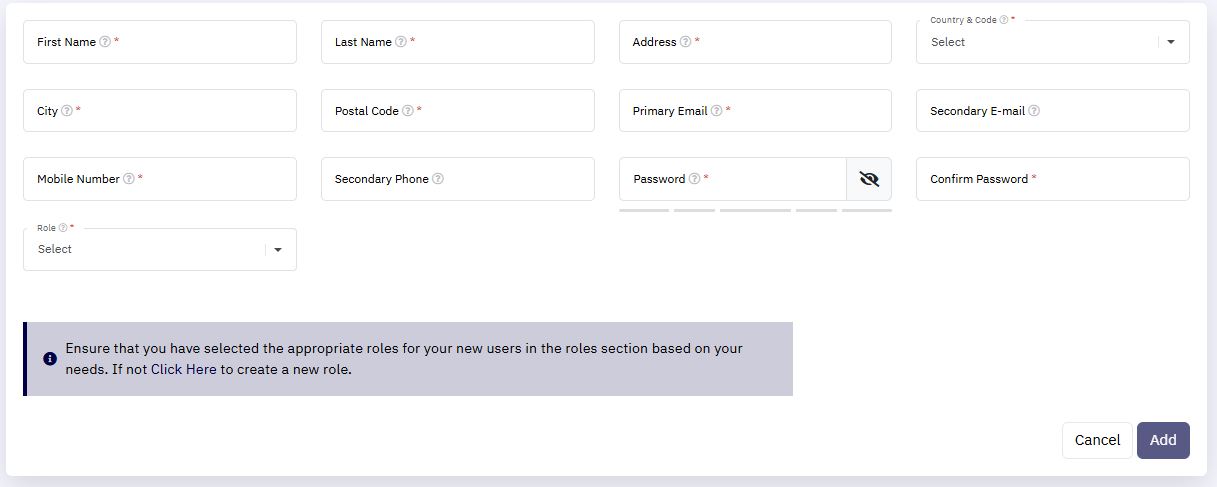 First Name ? *
Last Name ? *
Address ? *
Country & Code ? *
Select
City ? *
Postal Code ? *
Primary Email ? *
Secondary E-mail ?
Mobile Number ? *
Secondary Phone ?
Password ? *
Confirm Password *
Role ? *
Select
Ensure that you have selected the appropriate roles for your new users in the roles section based on your
needs. If not Click Here to create a new role.
Cancel
Add